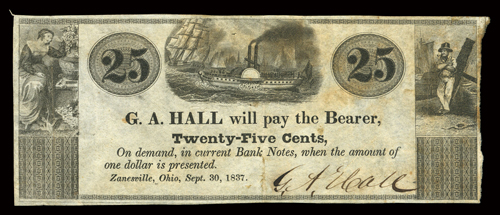 25 25
G. A. HALL will pay the Bearer,
Twenty-Five Cents,
On demand, in current Bank Notes, when the amount of
one dollar is presented.
Zanesville, Ohio, Sept. 30, 1837.
G. A. Hall